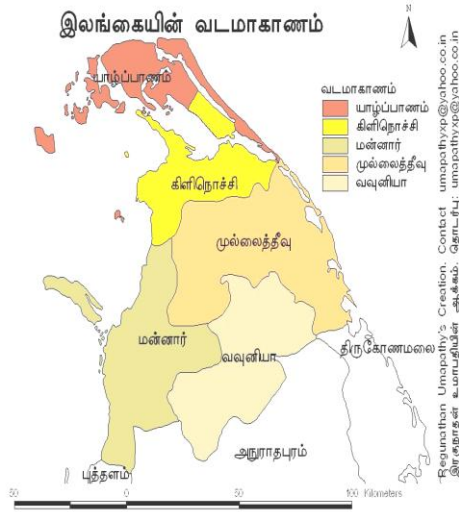 இலங்கையின் வடமாகாணம்
N
யாழ்ப்பாணம்
வடமாகாணம்
யாழ்ப்பாணம்
கிளிநொச்சி
மன்னார்
முல்லைத்தீவு
வவுனியா
கிளிநொச்சி
முல்லைத்தீவு
மன்னார்
வவுனியா
திருகோணமலை
அநுராதபுரம்
புத்தளம்
50 0 50 100 Kilometers
Regunathan Umapathy's Creation. Contact : umapathyxp@yahoo.co.in
இரகுநாதன் உமாபதியின் ஆக்கம். தொடர்பு: umapathyxp@yahoo.co.in